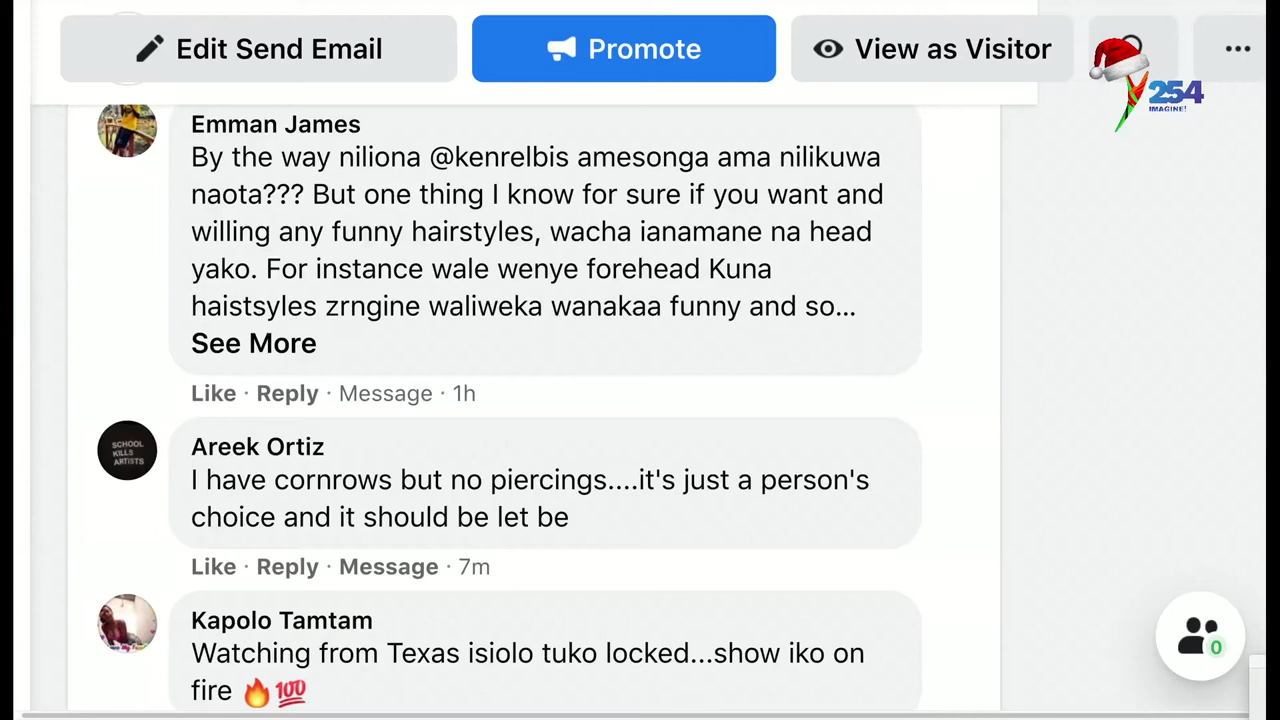 Edit Send Email
Promote
View as Visitor
254
IMAGINE!
Emman James
By the way niliona @kenrelbis amesonga ama nilikuwa
naota??? But one thing I know for sure if you want and
willing any funny hairstyles, wacha ianamane na head
yako. For instance wale wenye forehead Kuna
haistsyles zrngine waliweka wanakaa funny and so...
See More
Like · Reply · Message · 1h
SCHOOL
KILLS
ARTISTS
Areek Ortiz
I have cornrows but no piercings....it's just a person's
choice and it should be let be
Like · Reply · Message · 7m
Kapolo Tamtam
Watching from Texas isiolo tuko locked...show iko on
fire 🔥💯
0